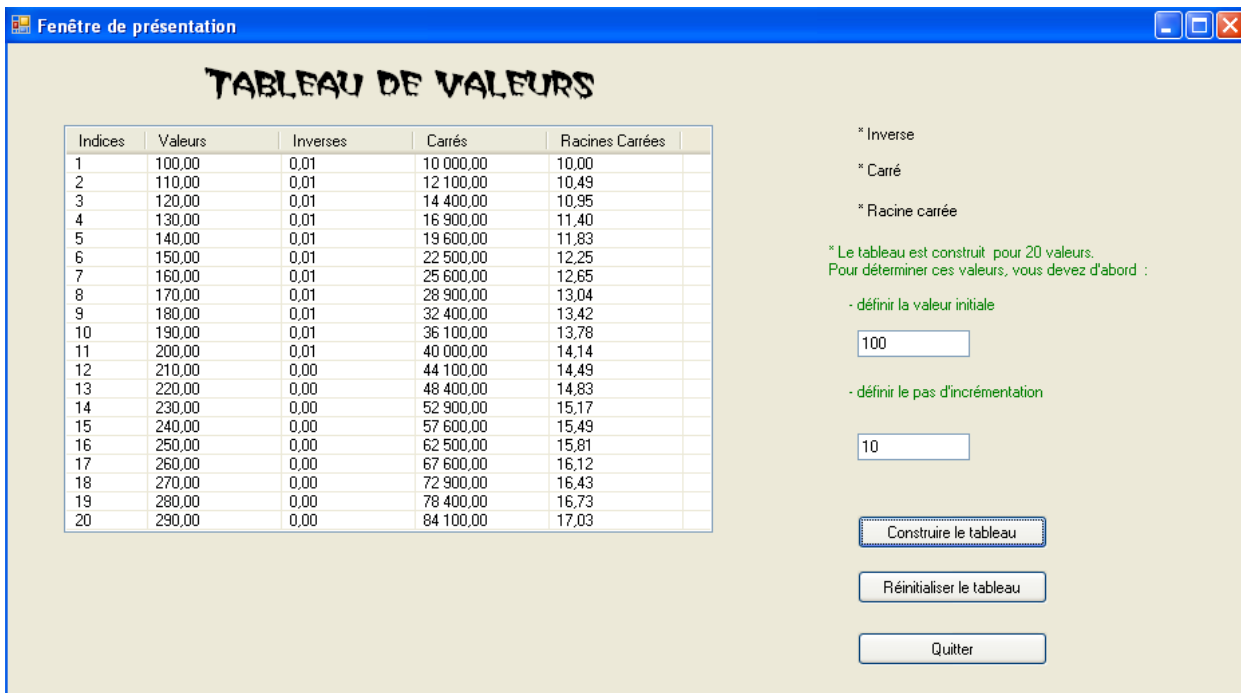 Fenêtre de présentation
TABLEAU DE VALEURS
Indices Valeurs Inverses Carrés Racines Carrées
1 100,00 0,01 10 000,00 10,00
2 110,00 0,01 12 100,00 10,49
3 120,00 0,01 14 400,00 10,95
4 130,00 0,01 16 900,00 11,40
5 140,00 0,01 19 600,00 11,83
6 150,00 0,01 22 500,00 12,25
7 160,00 0,01 25 600,00 12,65
8 170,00 0,01 28 900,00 13,04
9 180,00 0,01 32 400,00 13,42
10 190,00 0,01 36 100,00 13,78
11 200,00 0,01 40 000,00 14,14
12 210,00 0,00 44 100,00 14,49
13 220,00 0,00 48 400,00 14,83
14 230,00 0,00 52 900,00 15,17
15 240,00 0,00 57 600,00 15,49
16 250,00 0,00 62 500,00 15,81
17 260,00 0,00 67 600,00 16,12
18 270,00 0,00 72 900,00 16,43
19 280,00 0,00 78 400,00 16,73
20 290,00 0,00 84 100,00 17,03
* Inverse
* Carré
* Racine carrée
* Le tableau est construit pour 20 valeurs.
Pour déterminer ces valeurs, vous devez d'abord :
- définir la valeur initiale
100
- définir le pas d'incrémentation
10
Construire le tableau
Réinitialiser le tableau
Quitter